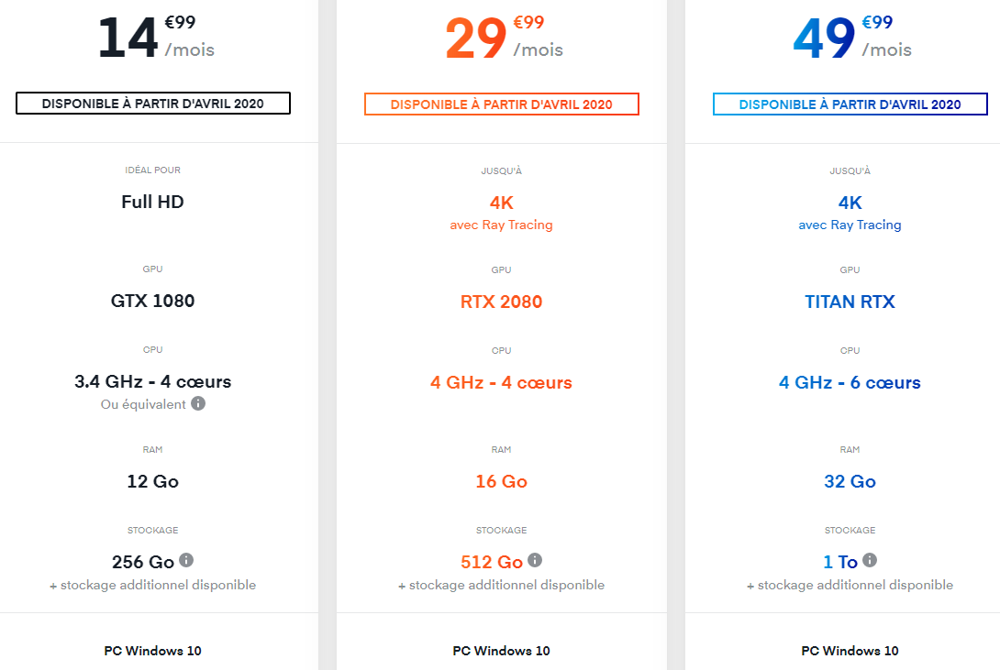 14 €99 /mois
DISPONIBLE À PARTIR D'AVRIL 2020
IDÉAL POUR
Full HD
GPU
GTX 1080
CPU
3.4 GHz - 4 cœurs
Ou équivalent
RAM
12 Go
STOCKAGE
256 Go
+ stockage additionnel disponible
PC Windows 10
29 €99 /mois
DISPONIBLE À PARTIR D'AVRIL 2020
JUSQU'À
4K
avec Ray Tracing
GPU
RTX 2080
CPU
4 GHz - 4 cœurs
RAM
16 Go
STOCKAGE
512 Go
+ stockage additionnel disponible
PC Windows 10
49 €99 /mois
DISPONIBLE À PARTIR D'AVRIL 2020
JUSQU'À
4K
avec Ray Tracing
GPU
TITAN RTX
CPU
4 GHz - 6 cœurs
RAM
32 Go
STOCKAGE
1 To
+ stockage additionnel disponible
PC Windows 10